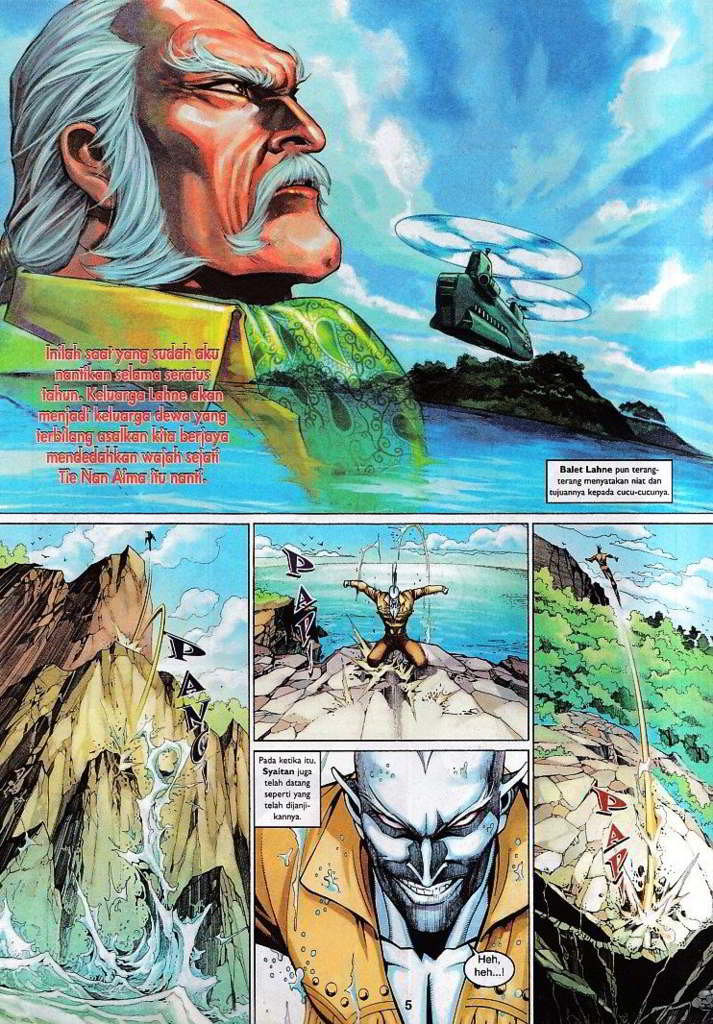 Inilah saat yang sudah aku
nantikan selama seratus
tahun. Keluarga Lahne akan
menjadi keluarga dewa yang
terbilang asalkan kita berjaya
mendedahkan wajah sejati
Tie Nan Aima itu nanti.
Balet Lahne pun terang-
terang menyatakan niat dan
tujuannya kepada cucu-cucunya.
PANG
PAP!
Pada ketika itu,
Syaitan juga
telah datang
seperti yang
telah dijanji-
kannya.
Heh,
heh...!
PAP!
5